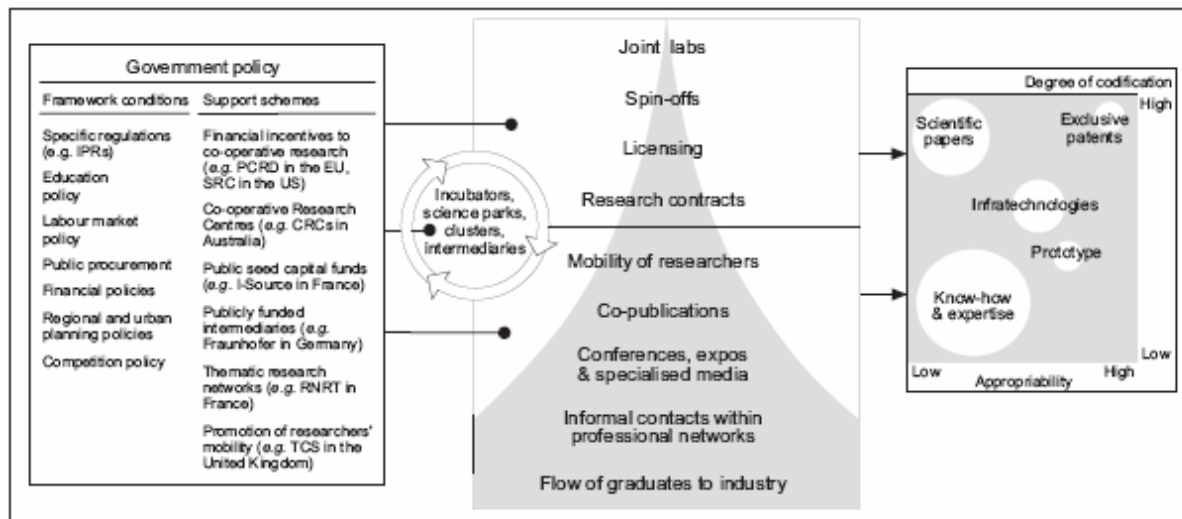 Government policy
Framework conditions
Specific regulations
(e.g. IPRs)
Education
policy
Labour market
policy
Public procurement
Financial policies
Regional and urban
planning policies
Competition policy
Support schemes
Financial incentives to
co-operative research
(e.g. PCRD in the EU,
SRC in the US)
Co-operative Research
Centres (e.g. CRCs in
Australia)
Public seed capital funds
(e.g. I-Source in France)
Publicly funded
intermediaries (e.g.
Fraunhofer in Germany)
Thematic research
networks (e.g. RNRT in
France)
Promotion of researchers'
mobility (e.g. TCS in the
United Kingdom)
Incubators,
science parks,
clusters,
intermediaries
Joint labs
Spin-offs
Licensing
Research contracts
Mobility of researchers
Co-publications
Conferences, expos
& specialised media
Informal contacts within
professional networks
Flow of graduates to industry
Degree of codification
High
Scientific
papers
Exclusive
patents
Infratechnologies
Prototype
Know-how
& expertise
Low
Low
High
Appropriability